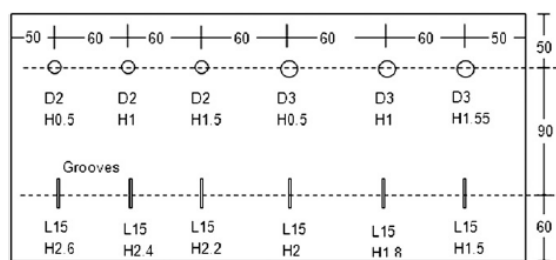 50 60 60 60 60 60 50
50
D2 D2 D2 D3 D3 D3
H0.5 H1 H1.5 H0.5 H1 H1.55
90
Grooves
L15 L15 L15 L15 L15 L15
H2.6 H2.4 H2.2 H2 H1.8 H1.5
60